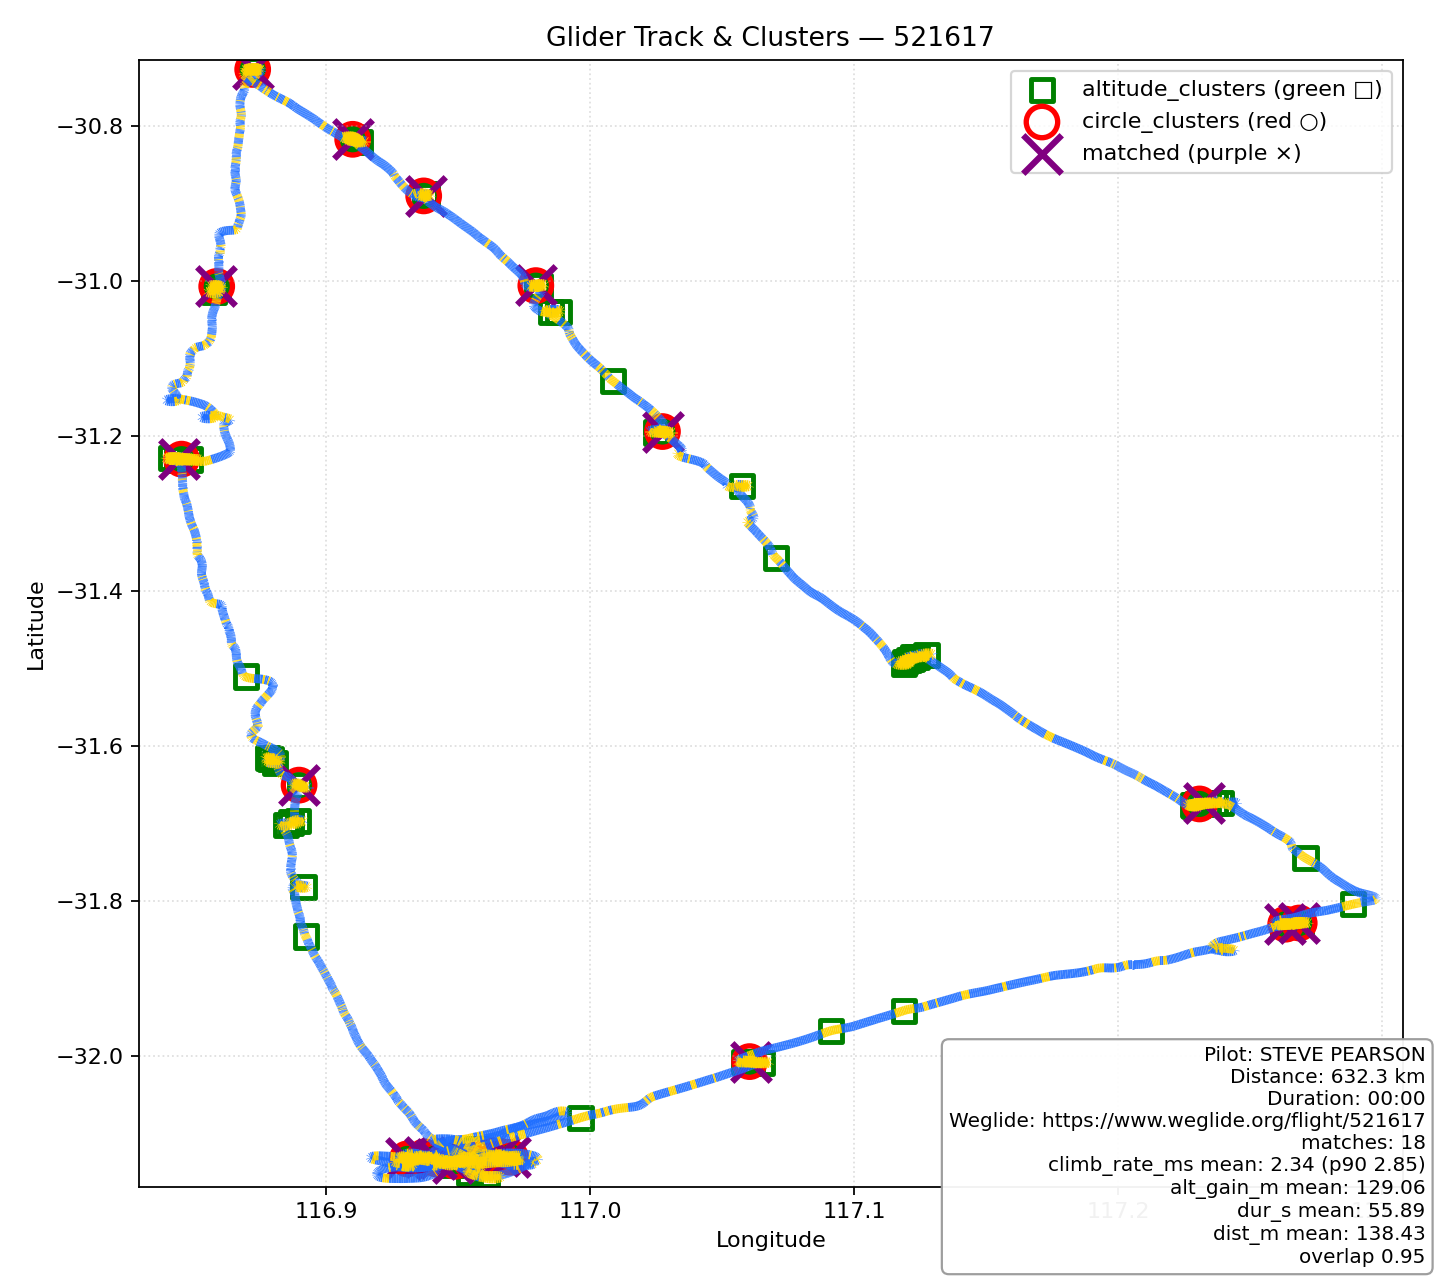 Glider Track & Clusters — 521617
altitude_clusters (green □)
circle_clusters (red ○)
matched (purple ×)
−30.8
−31.0
−31.2
−31.4
−31.6
−31.8
−32.0
Latitude
116.9
117.0
117.1
117.2
Longitude
Pilot: STEVE PEARSON
Distance: 632.3 km
Duration: 00:00
Weglide: https://www.weglide.org/flight/521617
matches: 18
climb_rate_ms mean: 2.34 (p90 2.85)
alt_gain_m mean: 129.06
dur_s mean: 55.89
dist_m mean: 138.43
overlap 0.95